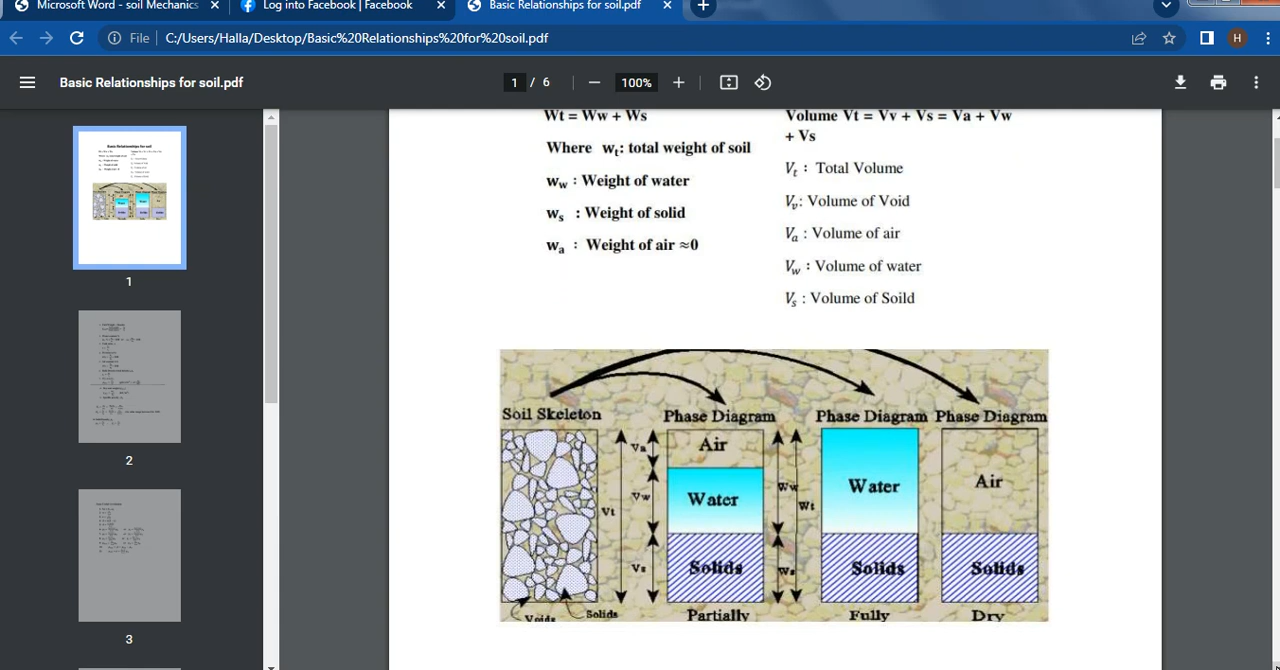 Microsoft Word - soil Mechanics
Log into Facebook | Facebook
Basic Relationships for soil.pdf
File
C:/Users/Halla/Desktop/Basic%20Relationships%20for%20soil.pdf
H
Basic Relationships for soil.pdf
1 / 6
100%
1
2
3
Wt = Ww + Ws
Where wₜ: total weight of soil
w_w : Weight of water
wₛ : Weight of solid
wₐ : Weight of air ≈0
Volume Vt = Vv + Vs = Va + Vw
+ Vs
Vₜ : Total Volume
Vᵥ: Volume of Void
Vₐ : Volume of air
V_w : Volume of water
Vₛ : Volume of Soild
Soil Skeleton
Phase Diagram
Phase Diagram
Phase Diagram
Air
Water
Solids
Va
Vw
Vs
Vt
Ww
Ws
Wt
Water
Solids
Air
Solids
Voids
Solids
Partially
Fully
Dry